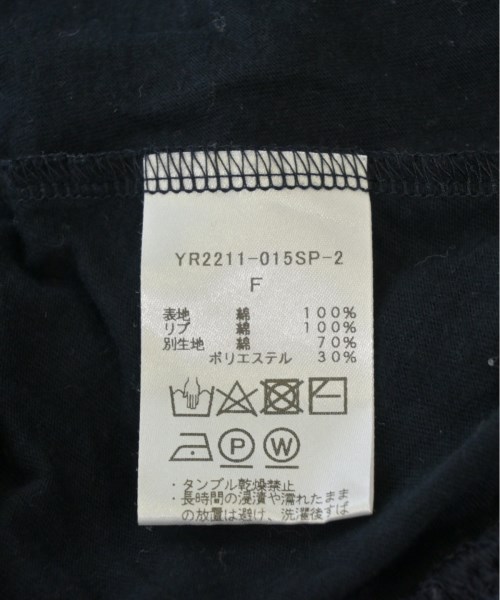 YR2211-015SP-2
F
表地 綿 100%
リブ 綿 100%
別生地 綿 70%
ポリエステル 30%
P W
・タンブル乾燥禁止
・長時間の浸漬や濡れたまま
の放置は避け、洗濯後すば